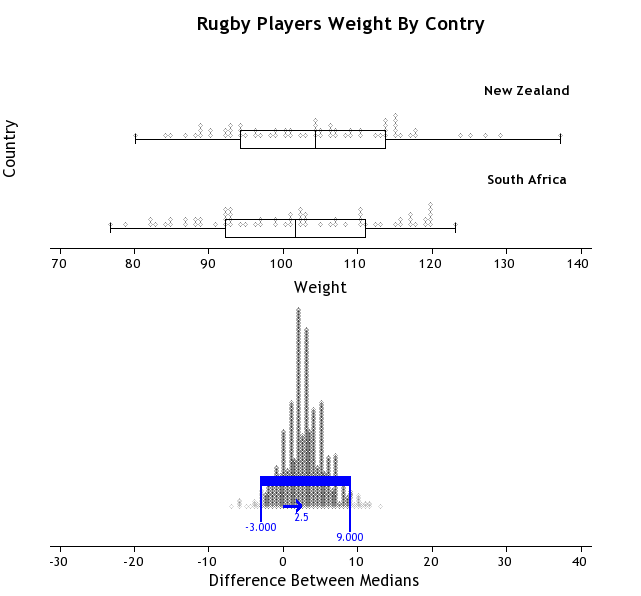 Rugby Players Weight By Contry
New Zealand
Country
South Africa
70 80 90 100 110 120 130 140
Weight
2.5
-3.000
9.000
-30 -20 -10 0 10 20 30 40
Difference Between Medians